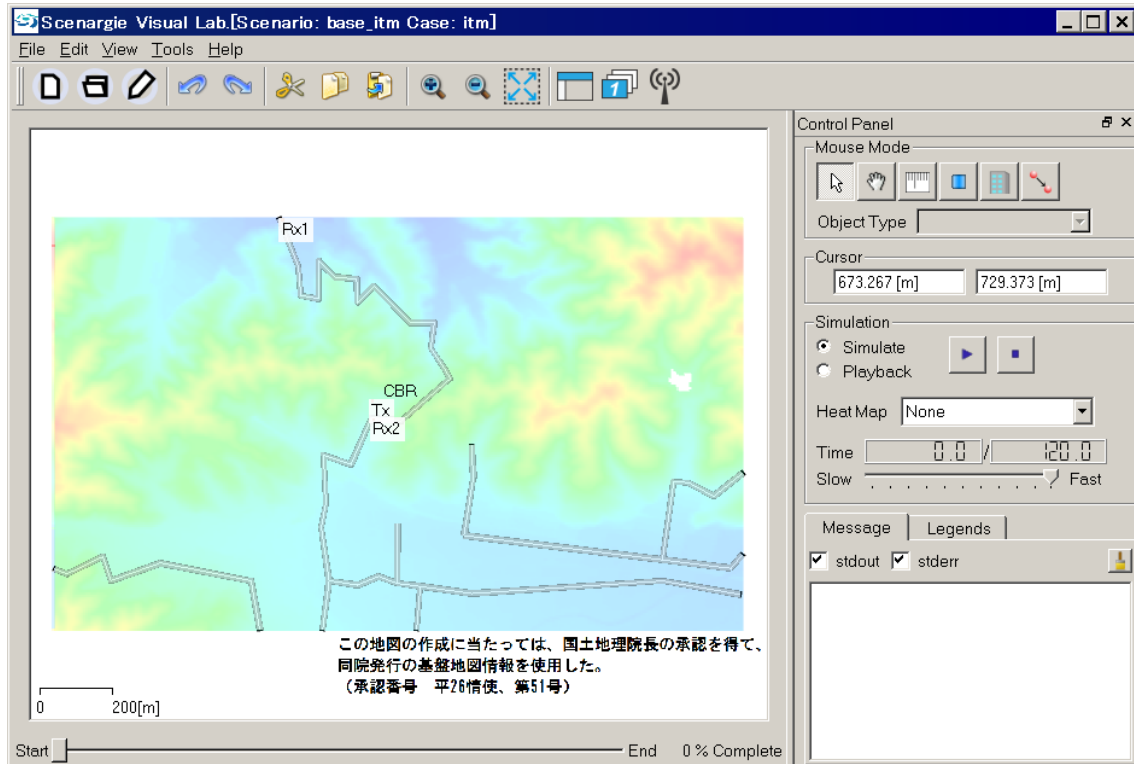 Scenargie Visual Lab.[Scenario: base_itm Case: itm]
File Edit View Tools Help
1
Control Panel
Mouse Mode
Object Type
Cursor
673.267 [m] 729.373 [m]
Simulation
Simulate
Playback
Heat Map None
Time 0.0 / 120.0
Slow Fast
Message Legends
stdout stderr
Rx1
CBR
Tx
Rx2
この地図の作成に当たっては、国土地理院長の承認を得て、
同院発行の基盤地図情報を使用した。
（承認番号　平26情使、第51号）
0 200[m]
Start End 0 % Complete